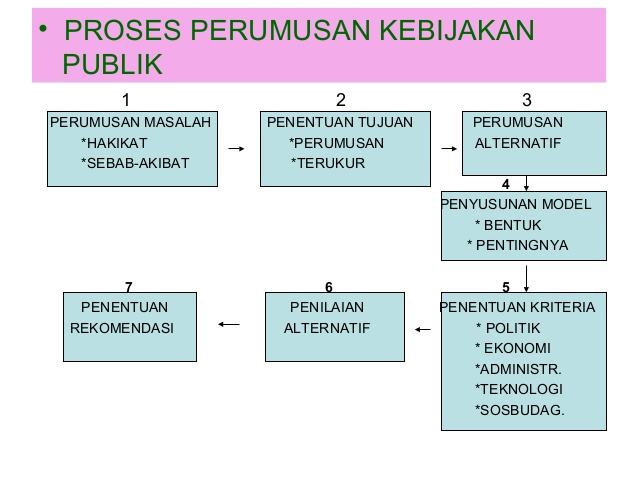 • PROSES PERUMUSAN KEBIJAKAN
PUBLIK
1
PERUMUSAN MASALAH
*HAKIKAT
*SEBAB-AKIBAT
2
PENENTUAN TUJUAN
*PERUMUSAN
*TERUKUR
3
PERUMUSAN
ALTERNATIF
4
PENYUSUNAN MODEL
* BENTUK
* PENTINGNYA
5
PENENTUAN KRITERIA
* POLITIK
* EKONOMI
*ADMINISTR.
*TEKNOLOGI
*SOSBUDAG.
6
PENILAIAN
ALTERNATIF
7
PENENTUAN
REKOMENDASI